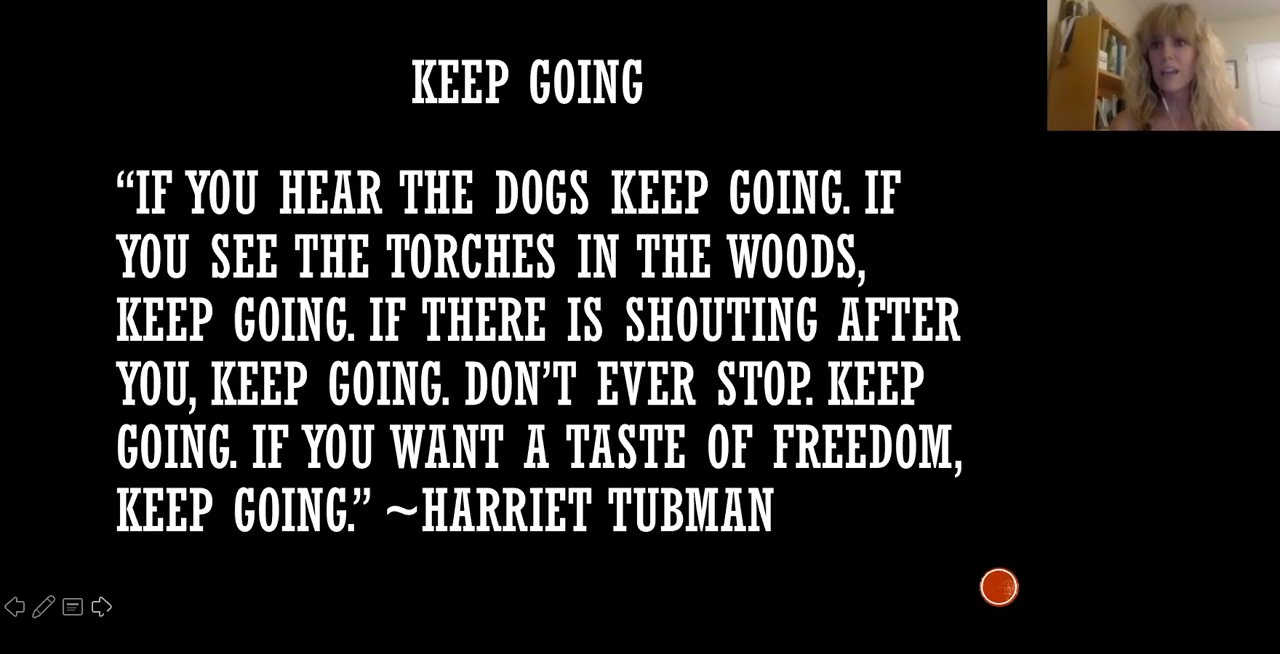 KEEP GOING
“IF YOU HEAR THE DOGS KEEP GOING. IF
YOU SEE THE TORCHES IN THE WOODS,
KEEP GOING. IF THERE IS SHOUTING AFTER
YOU, KEEP GOING. DON’T EVER STOP. KEEP
GOING. IF YOU WANT A TASTE OF FREEDOM,
KEEP GOING.” ~HARRIET TUBMAN